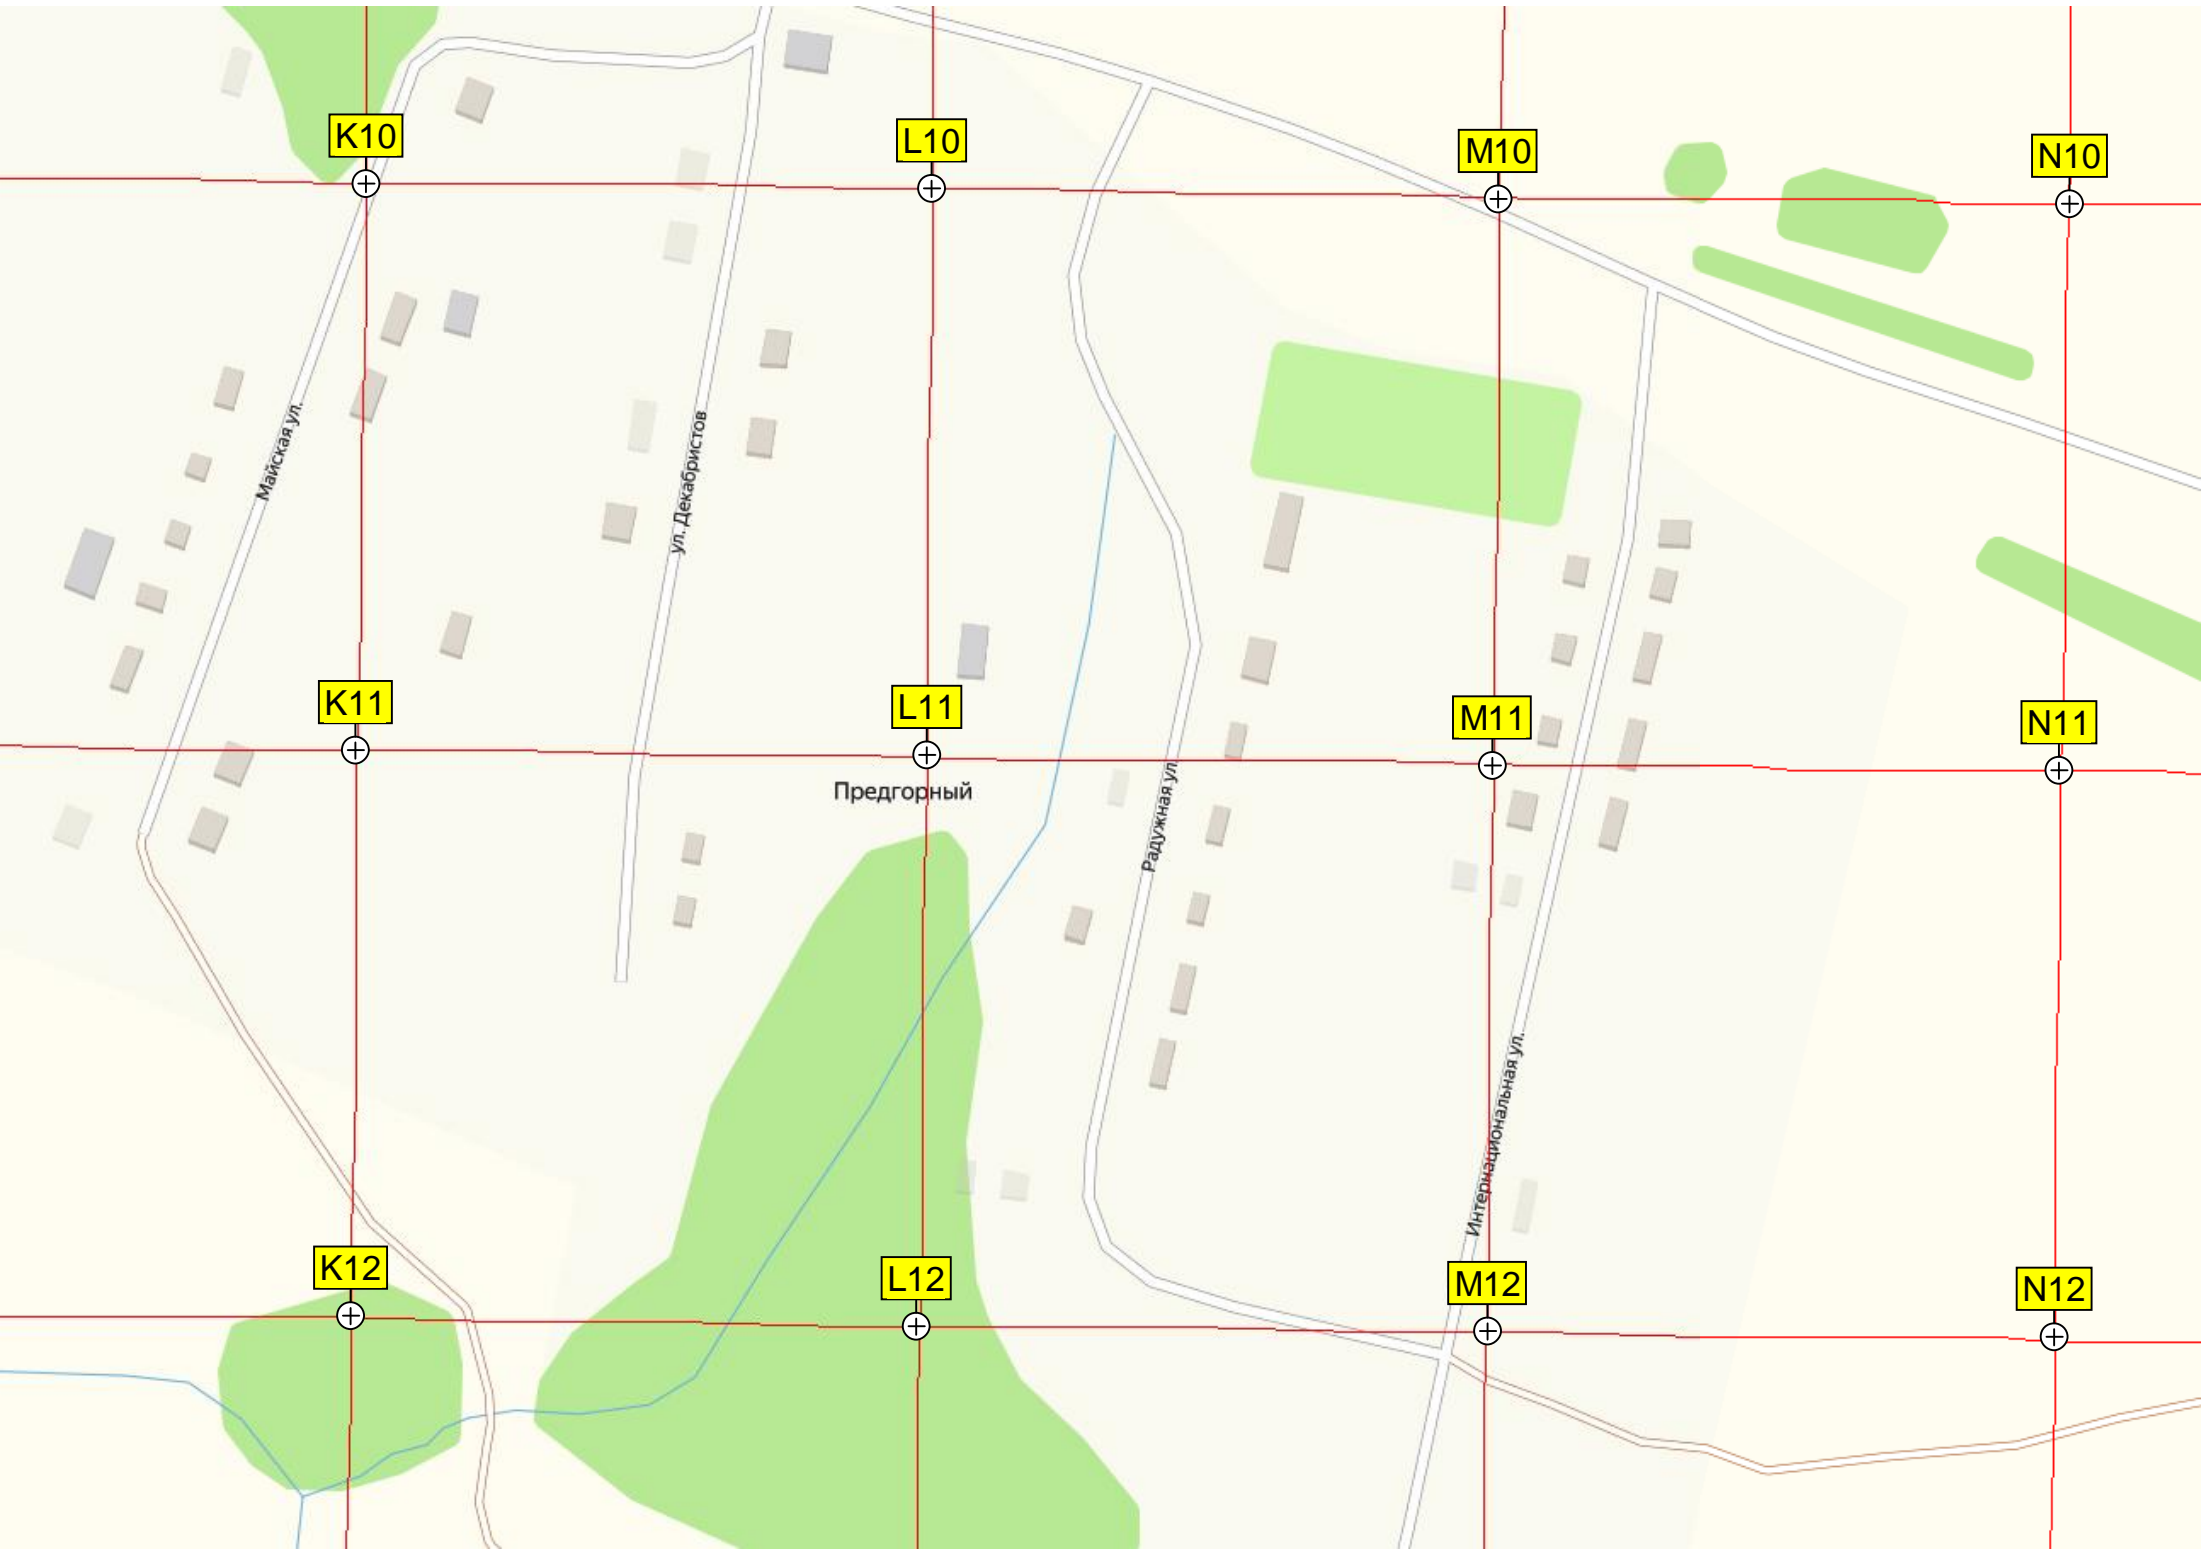 K10
L10
M10
N10
Майская ул.
ул. Декабристов
K11
L11
M11
N11
Предгорный
Радужная ул.
Интернациональная ул.
K12
L12
M12
N12